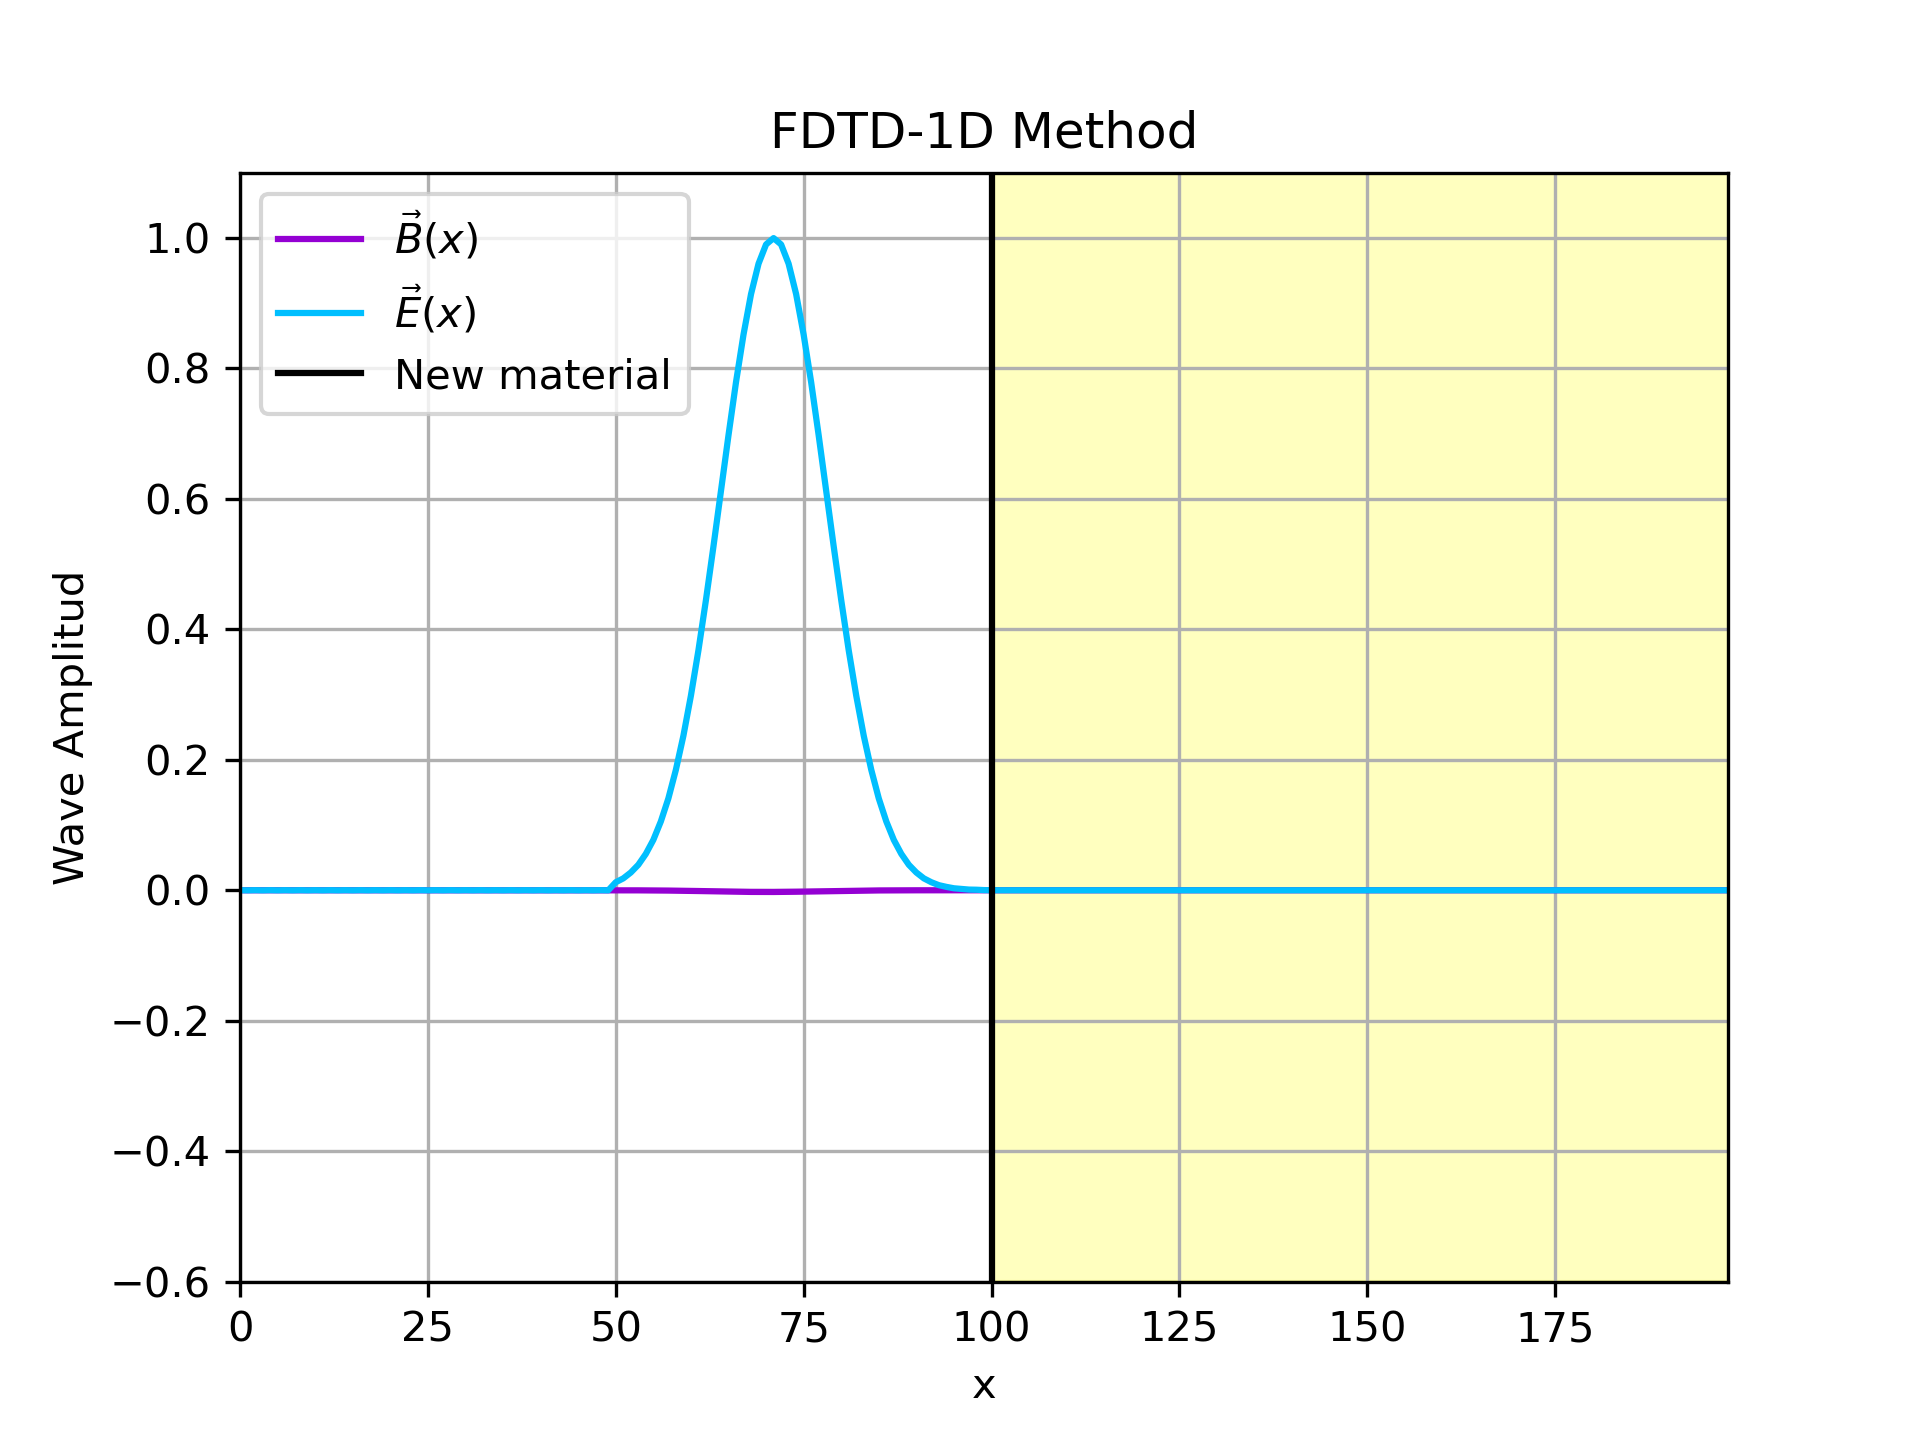 FDTD-1D Method
B⃗(x)
E⃗(x)
New material
1.0
0.8
0.6
0.4
0.2
0.0
−0.2
−0.4
−0.6
Wave Amplitud
0 25 50 75 100 125 150 175
x